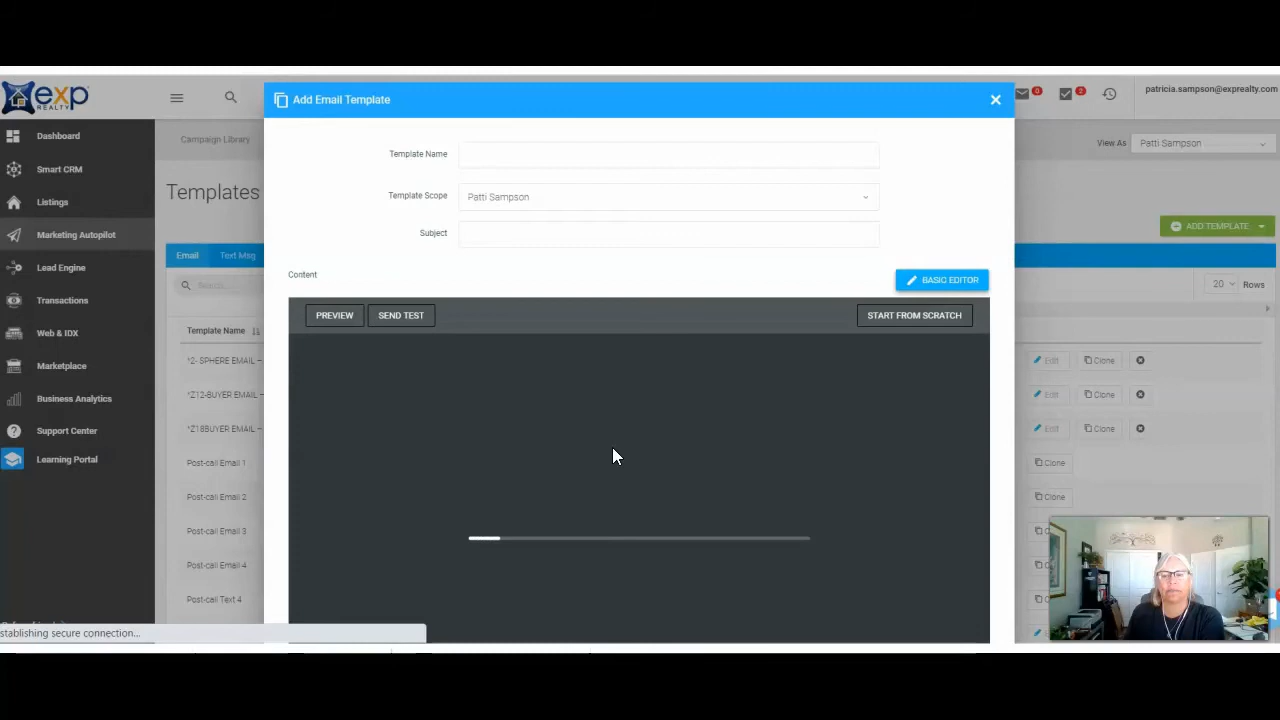 exp
REALTY
Add Email Template
0
2
patricia.sampson@exprealty.com
Dashboard
Smart CRM
Listings
Marketing Autopilot
Lead Engine
Transactions
Web & IDX
Marketplace
Business Analytics
Support Center
Learning Portal
Campaign Library
View As
Patti Sampson
Templates
ADD TEMPLATE
Email
Text Msg
Search...
20
Rows
Template Name
*2- SPHERE EMAIL –
Edit
Clone
*Z12-BUYER EMAIL –
Edit
Clone
*Z18BUYER EMAIL –
Edit
Clone
Post-call Email 1
Clone
Post-call Email 2
Clone
Post-call Email 3
Post-call Email 4
Post-call Text 4
Template Name
Template Scope
Patti Sampson
Subject
Content
BASIC EDITOR
PREVIEW
SEND TEST
START FROM SCRATCH
stablishing secure connection...